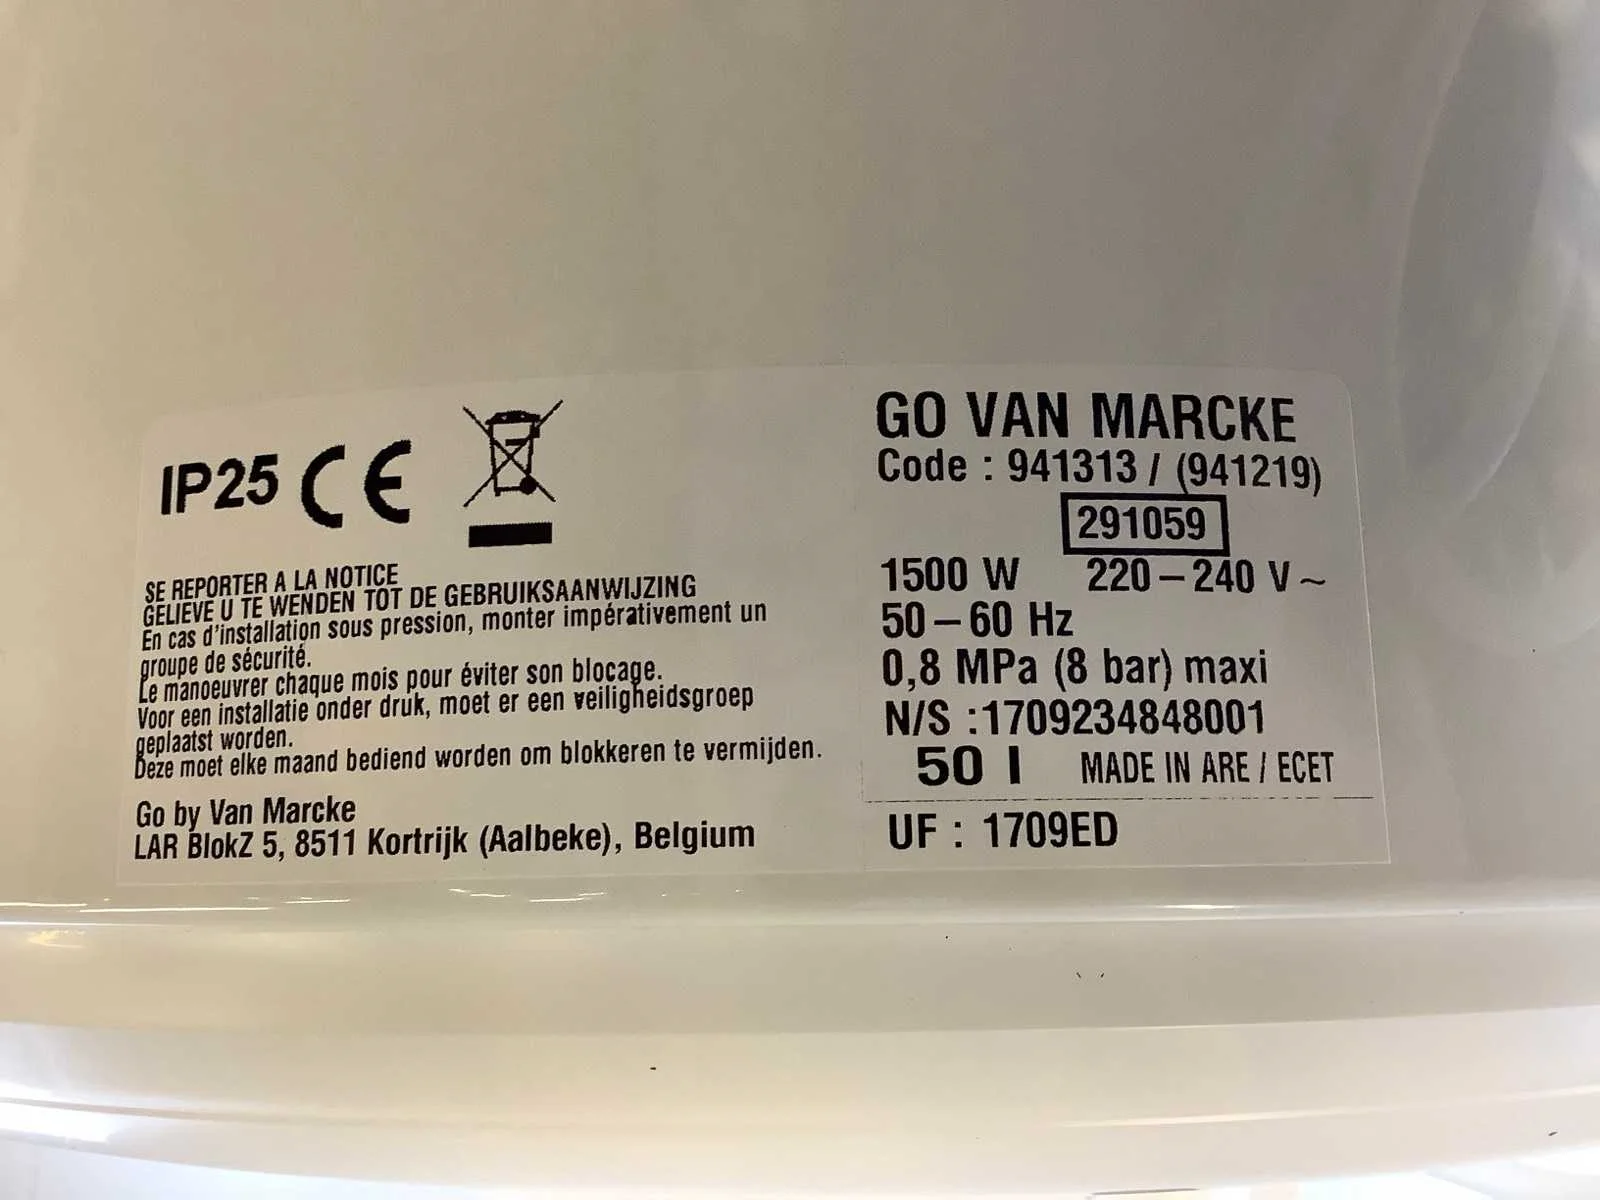 IP25 CE
SE REPORTER A LA NOTICE
GELIEVE U TE WENDEN TOT DE GEBRUIKSAANWIJZING
En cas d'installation sous pression, monter impérativement un
groupe de sécurité.
Le manoeuvrer chaque mois pour éviter son blocage.
Voor een installatie onder druk, moet er een veiligheidsgroep
geplaatst worden.
Deze moet elke maand bediend worden om blokkeren te vermijden.
Go by Van Marcke
LAR BlokZ 5, 8511 Kortrijk (Aalbeke), Belgium
GO VAN MARCKE
Code : 941313 / (941219)
291059
1500 W 220 – 240 V ~
50 – 60 Hz
0,8 MPa (8 bar) maxi
N/S :1709234848001
50 l MADE IN ARE / ECET
UF : 1709ED